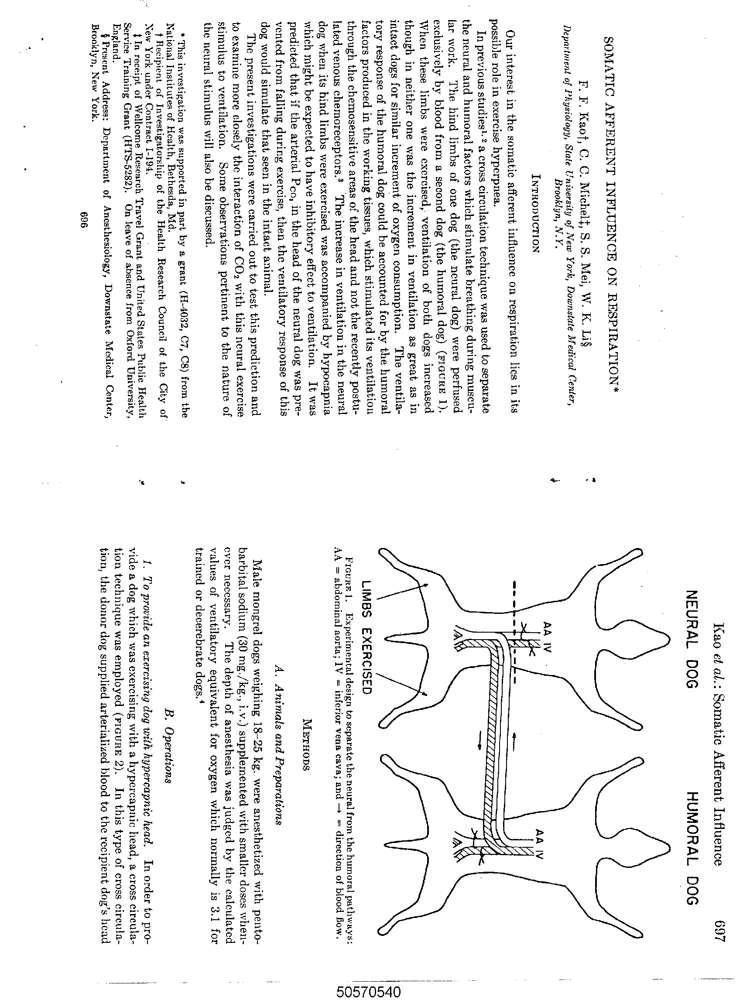 SOMATIC AFFERENT INFLUENCE ON RESPIRATION*
F. F. Kao†, C. C. Michel‡, S. S. Mei, W. K. Li§
Department of Physiology, State University of New York, Downstate Medical Center,
Brooklyn, N.Y.
INTRODUCTION
Our interest in the somatic afferent influence on respiration lies in its
possible role in exercise hyperpnea.
In previous studies¹,² a cross circulation technique was used to separate
the neural and humoral factors which stimulate breathing during muscu-
lar work. The hind limbs of one dog (the neural dog) were perfused
exclusively by blood from a second dog (the humoral dog) (FIGURE 1).
When these limbs were exercised, ventilation of both dogs increased
though in neither one was the increment in ventilation as great as in
intact dogs for similar increment of oxygen consumption. The ventila-
tory response of the humoral dog could be accounted for by the humoral
factors produced in the working tissues, which stimulated its ventilation
through the chemosensitive areas of the head and not the recently postu-
lated venous chemoreceptors.³ The increase in ventilation in the neural
dog when its hind limbs were exercised was accompanied by hypocapnia
which might be expected to have inhibitory effect to ventilation. It was
predicted that if the arterial Pco₂ in the head of the neural dog was pre-
vented from falling during exercise, then the ventilatory response of this
dog would simulate that seen in the intact animal.
The present investigations were carried out to test this prediction and
to examine more closely the interaction of CO₂ with this neural exercise
stimulus to ventilation. Some observations pertinent to the nature of
the neural stimulus will also be discussed.
* This investigation was supported in part by a grant (H-4032, C7, C8) from the
National Institutes of Health, Bethesda, Md.
† Recipient of Investigatorship of the Health Research Council of the City of
New York under Contract I-194.
‡ In receipt of Wellcome Research Travel Grant and United States Public Health
Service Training Grant (HTS-5282). On leave of absence from Oxford University,
England.
§ Present Address: Department of Anesthesiology, Downstate Medical Center,
Brooklyn, New York.
696
Kao et al.: Somatic Afferent Influence 697
NEURAL DOG HUMORAL DOG
AA IV AA IV
LIMBS EXERCISED
FIGURE 1. Experimental design to separate the neural from the humoral pathways:
AA = abdominal aorta; IV = inferior vena cava; and → = direction of blood flow.
METHODS
A. Animals and Preparations
Male mongrel dogs weighing 18-25 kg. were anesthetized with pento-
barbital sodium (30 mg./kg., i.v.) supplemented with smaller doses when-
ever necessary. The depth of anesthesia was judged by the calculated
values of ventilatory equivalent for oxygen which normally is 3.1 for
trained or decerebrate dogs.⁴
B. Operations
1. To provide an exercising dog with hypercapnic head. In order to pro-
vide a dog which was exercising with a hypercapnic head, a cross circula-
tion technique was employed (FIGURE 2). In this type of cross circula-
tion, the donor dog supplied arterialized blood to the recipient dog's head
50570540